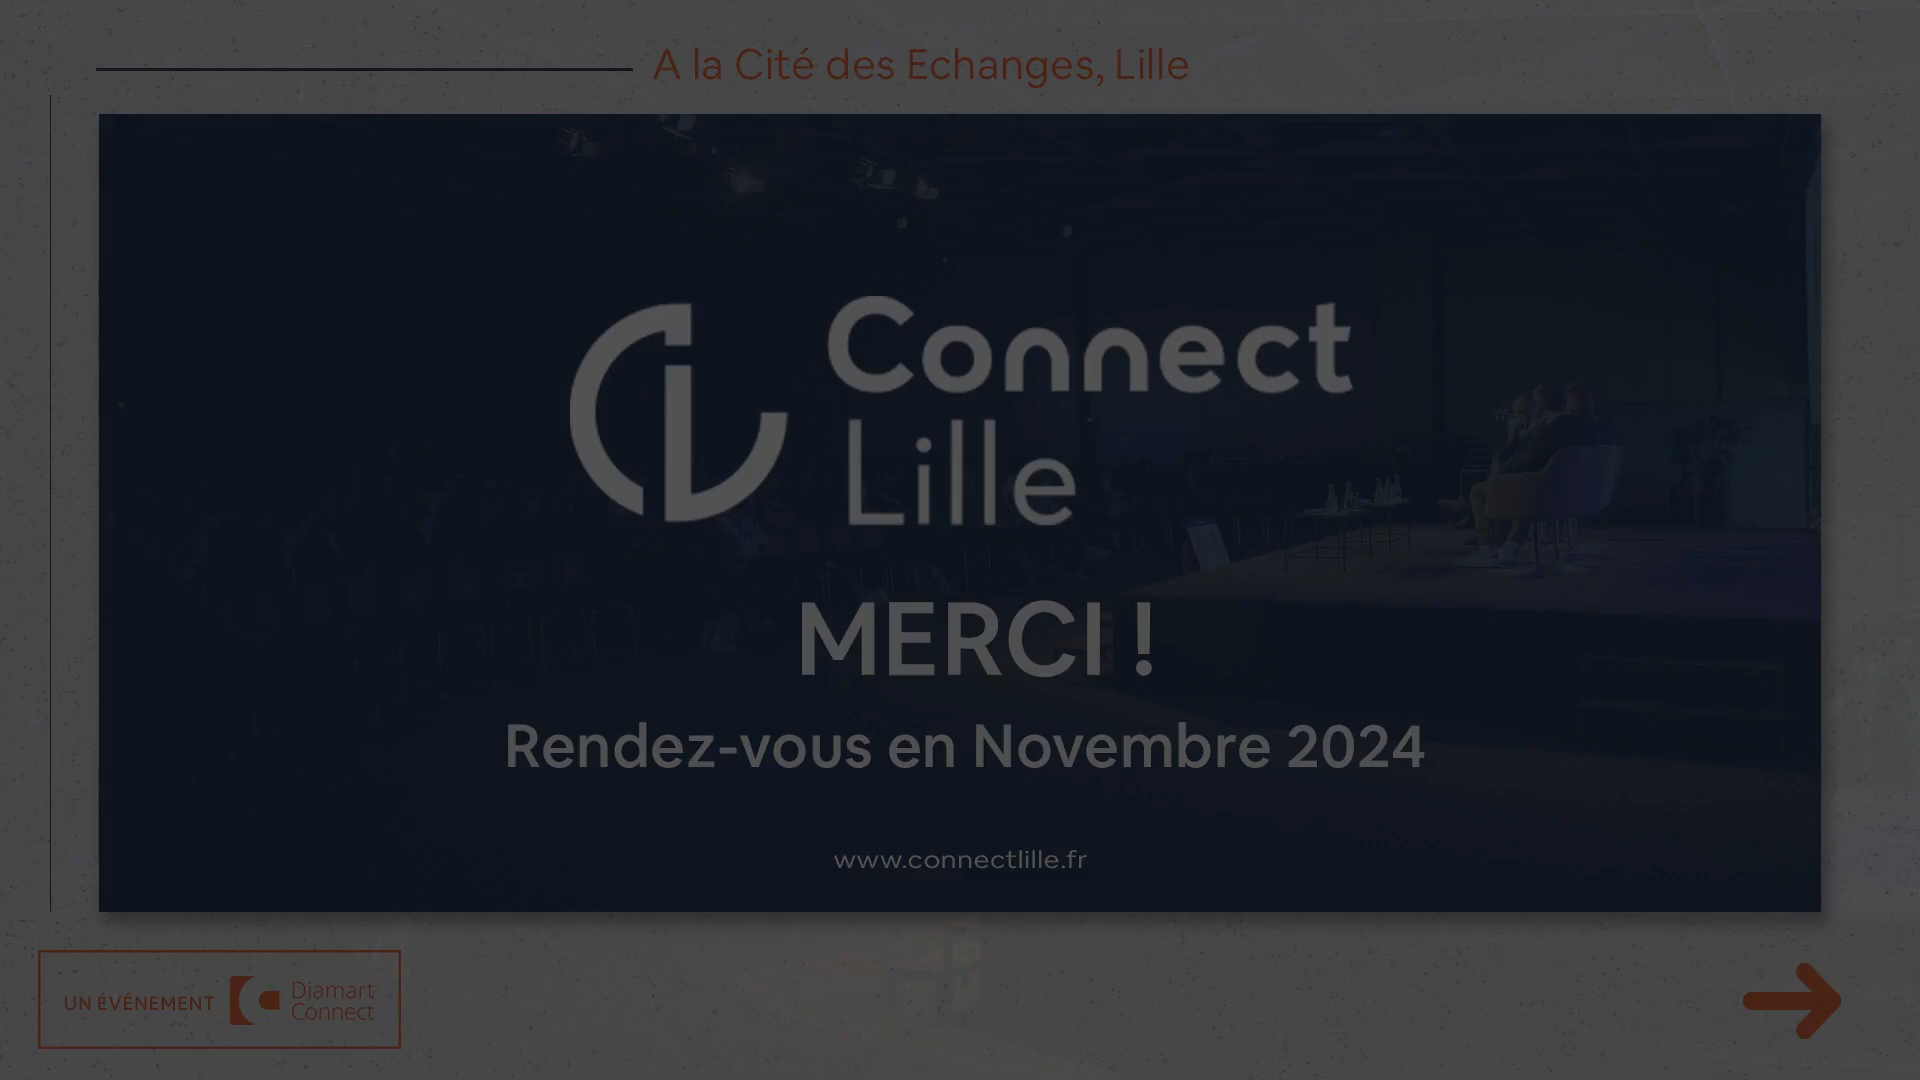 A la Cité des Echanges, Lille
Connect
Lille
MERCI !
Rendez-vous en Novembre 2024
www.connectlille.fr
UN ÉVÉNEMENT
Djamart
Connect